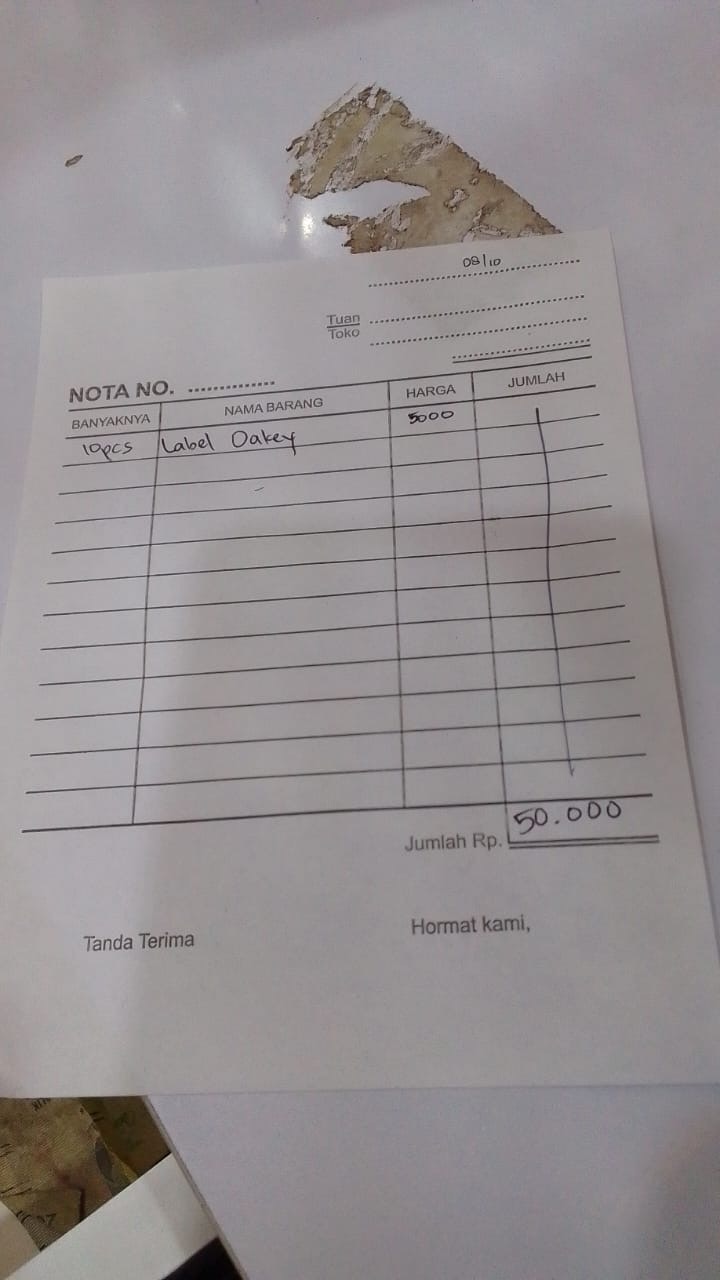 08/10
Tuan
Toko
NOTA NO. ..............
BANYAKNYA NAMA BARANG HARGA JUMLAH
10pcs Label Oakey 5000
Jumlah Rp. 50.000
Tanda Terima Hormat kami,